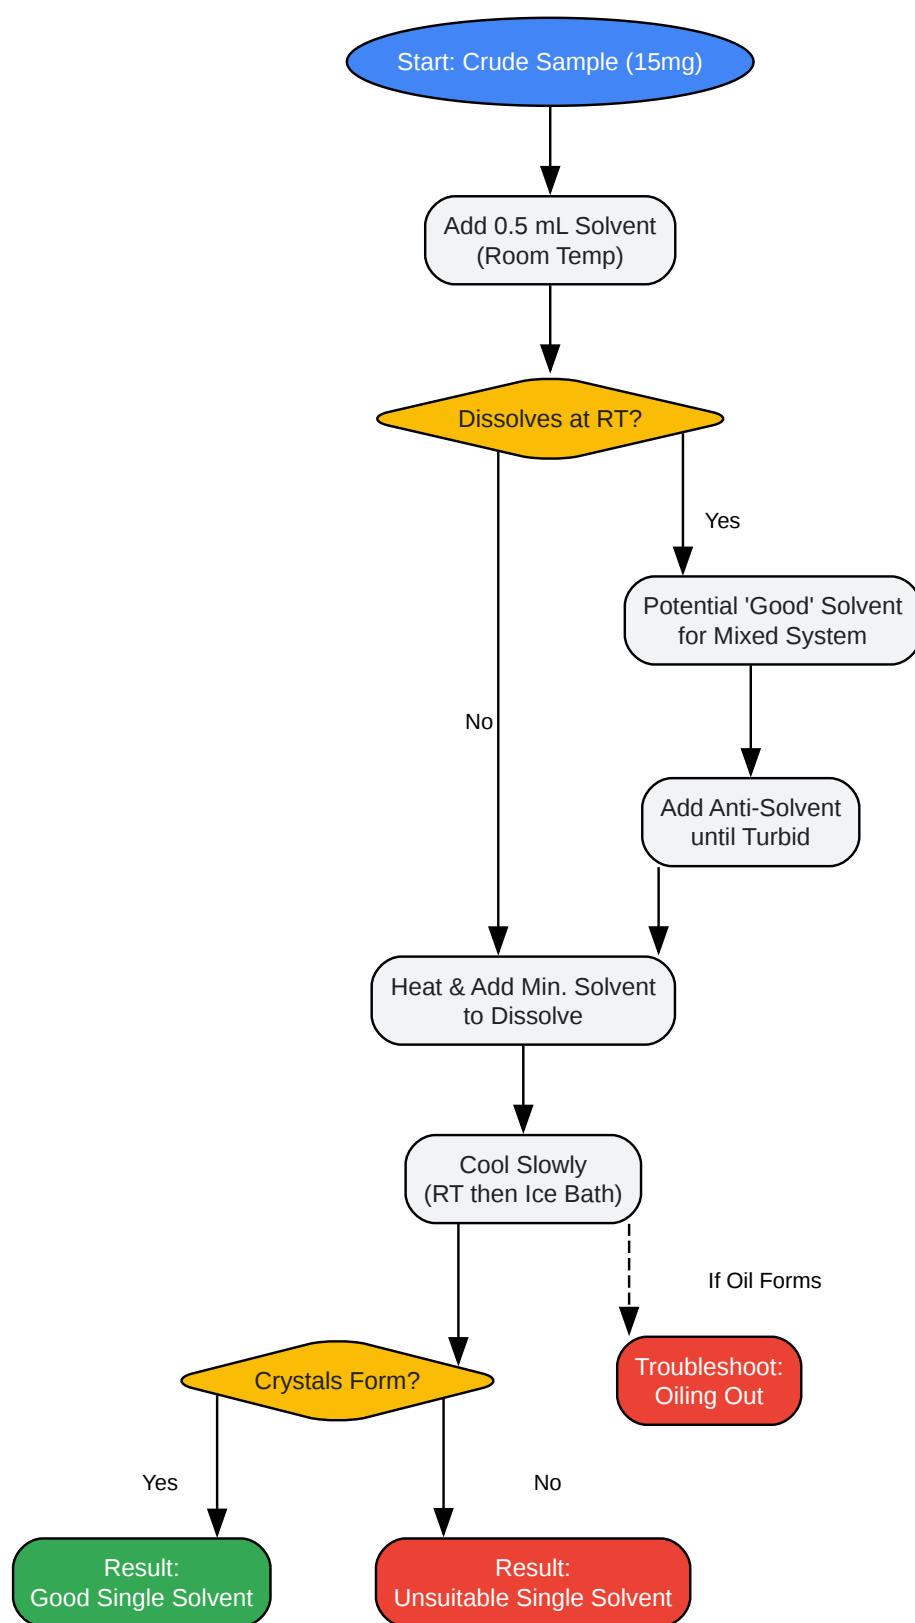 Start: Crude Sample (15mg)
Add 0.5 mL Solvent
(Room Temp)
Dissolves at RT?
Yes
Potential 'Good' Solvent
for Mixed System
No
Add Anti-Solvent
until Turbid
Heat & Add Min. Solvent
to Dissolve
Cool Slowly
(RT then Ice Bath)
If Oil Forms
Troubleshoot:
Oiling Out
Crystals Form?
Yes
No
Result:
Good Single Solvent
Result:
Unsuitable Single Solvent